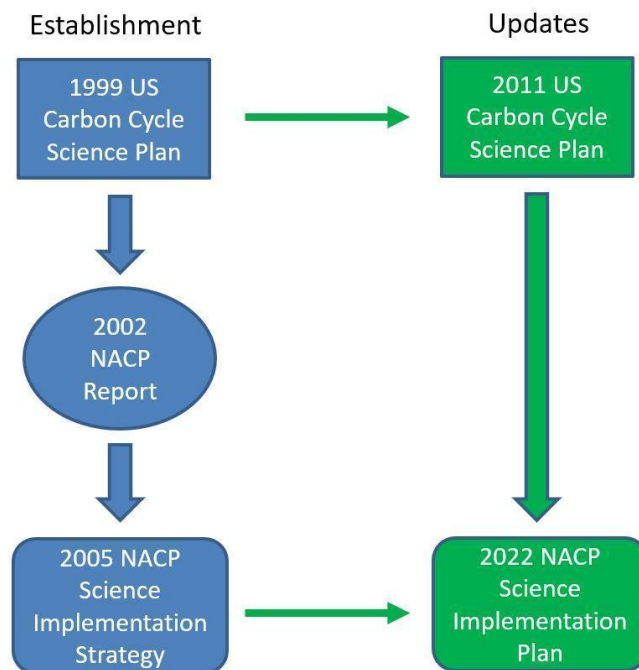 Establishment
Updates
1999 US
Carbon Cycle
Science Plan
2011 US
Carbon Cycle
Science Plan
2002
NACP
Report
2005 NACP
Science
Implementation
Strategy
2022 NACP
Science
Implementation
Plan